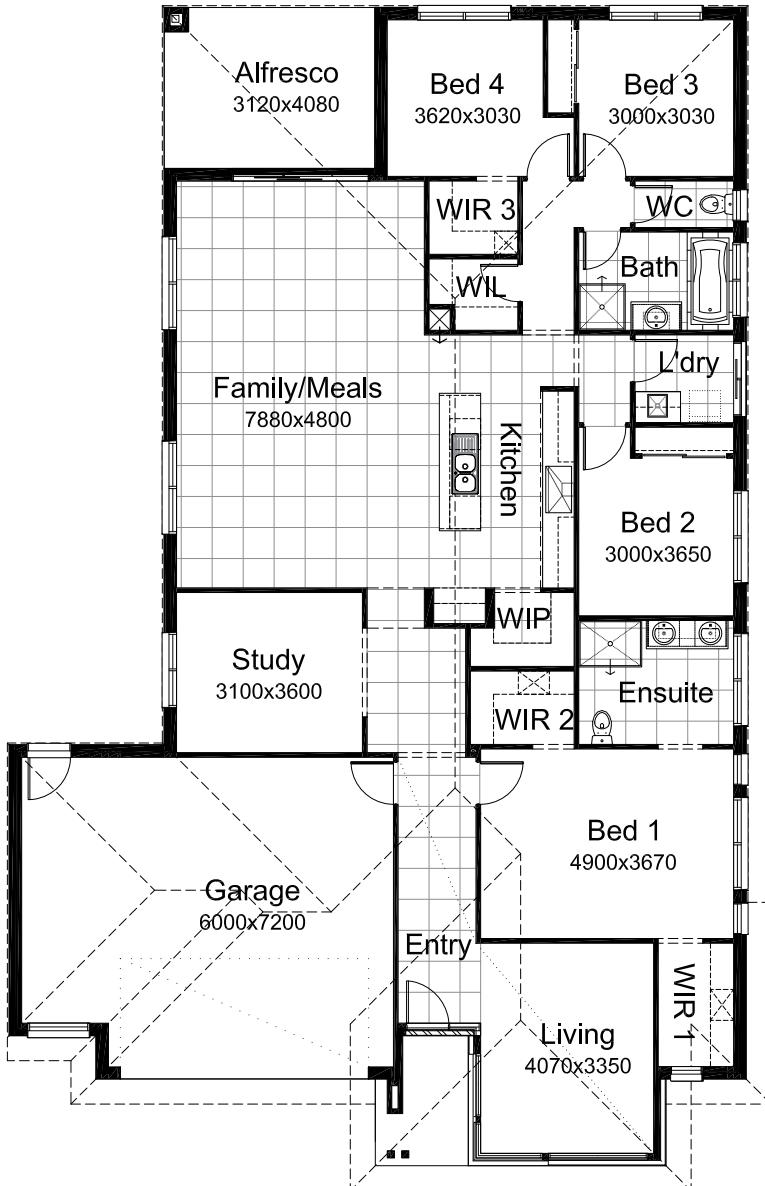 Alfresco
3120x4080
Bed 4
3620x3030
Bed 3
3000x3030
WIR 3
WC
WIL
Bath
L'dry
Family/Meals
7880x4800
Kitchen
Bed 2
3000x3650
WIP
Study
3100x3600
WIR 2
Ensuite
Bed 1
4900x3670
Garage
6000x7200
Entry
WIR 1
Living
4070x3350